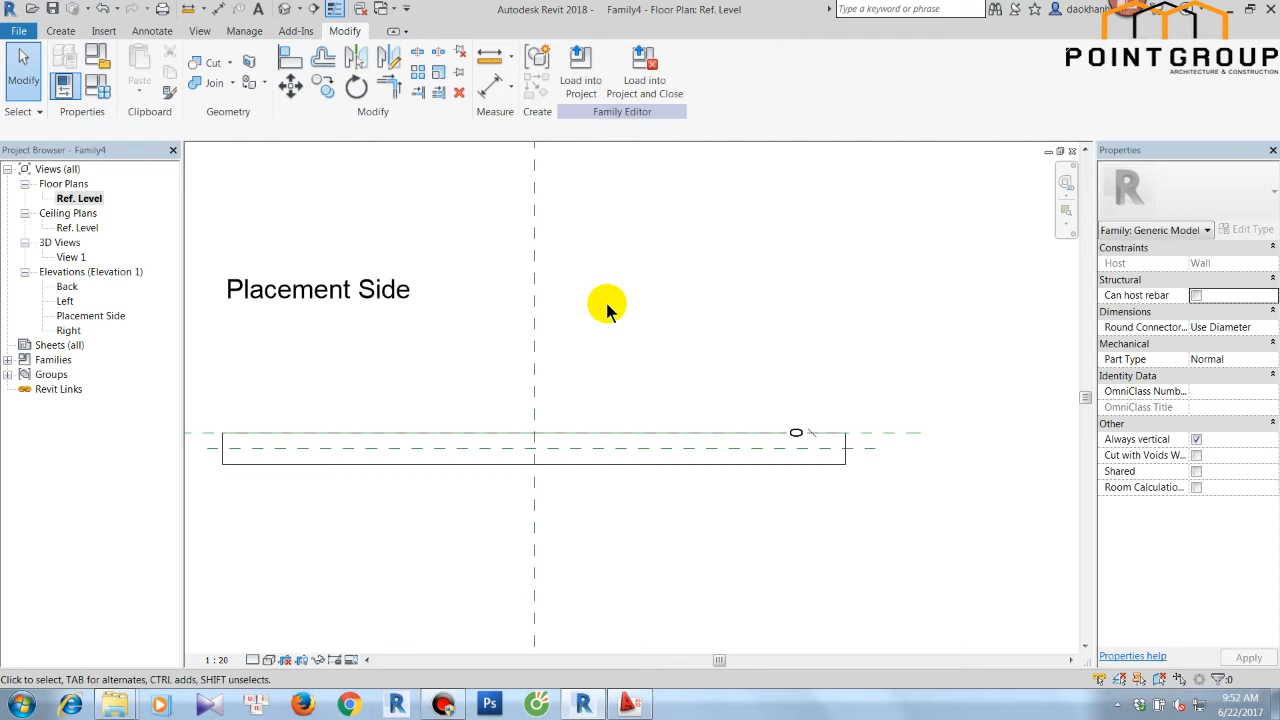 Autodesk Revit 2018 - Family4 - Floor Plan: Ref. Level
Type a keyword or phrase
daokhanh
File
Create
Insert
Annotate
View
Manage
Add-Ins
Modify
POINTGROUP
ARCHITECTURE & CONSTRUCTION
Modify
Paste
Cut
Join
Load into
Project
Load into
Project and Close
Select
Properties
Clipboard
Geometry
Modify
Measure
Create
Family Editor
Project Browser - Family4
Views (all)
Floor Plans
Ref. Level
Ceiling Plans
Ref. Level
3D Views
View 1
Elevations (Elevation 1)
Back
Left
Placement Side
Right
Sheets (all)
Families
Groups
Revit Links
Placement Side
Properties
Family: Generic Model
Edit Type
Constraints
Host
Wall
Structural
Can host rebar
Dimensions
Round Connector...
Use Diameter
Mechanical
Part Type
Normal
Identity Data
OmniClass Numb...
OmniClass Title
Other
Always vertical
Cut with Voids W...
Shared
Room Calculatio...
Properties help
Apply
1 : 20
Click to select, TAB for alternates, CTRL adds, SHIFT unselects.
:0
Ps
9:52 AM
6/22/2017